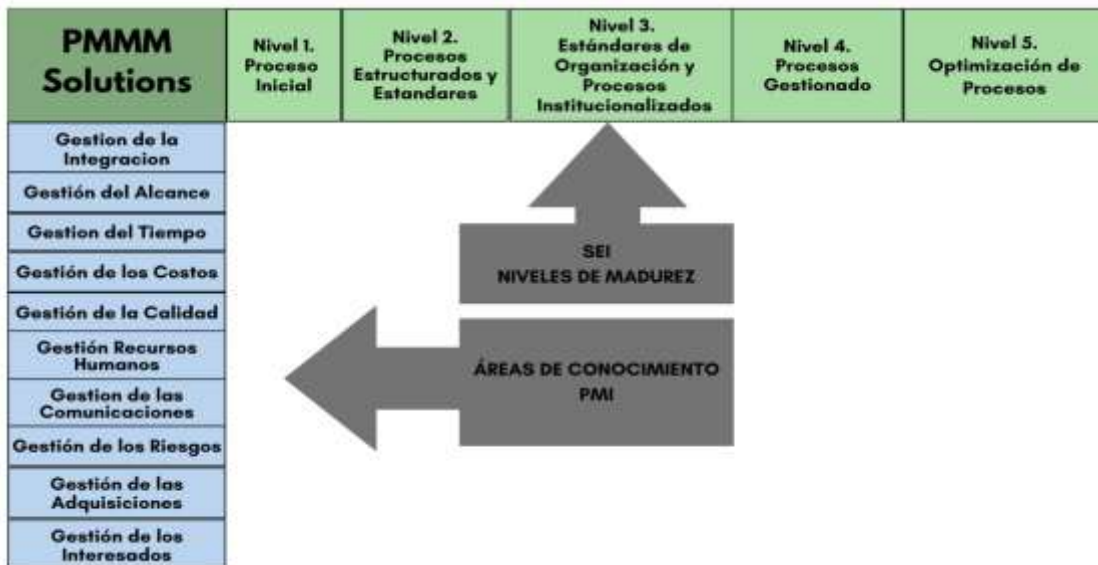 PMMM
Solutions
Nivel 1.
Proceso
Inicial
Nivel 2.
Procesos
Estructurados y
Estandares
Nivel 3.
Estándares de
Organización y
Procesos
Institucionalizados
Nivel 4.
Procesos
Gestionado
Nivel 5.
Optimización de
Procesos
Gestion de la
Integracion
Gestión del Alcance
Gestion del Tiempo
Gestión de los Costos
Gestión de la Calidad
Gestión Recursos
Humanos
Gestion de las
Comunicaciones
Gestión de los Riesgos
Gestión de las
Adquisiciones
Gestión de los
Interesados
SEI
NIVELES DE MADUREZ
ÁREAS DE CONOCIMIENTO
PMI